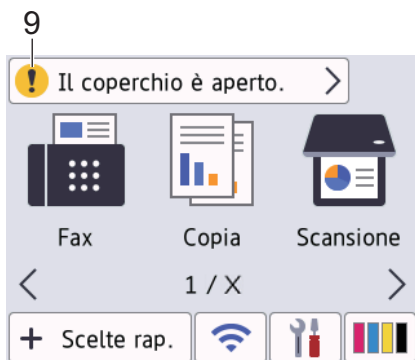 9
Il coperchio è aperto.
Fax Copia Scansione
1 / X
+ Scelte rap.